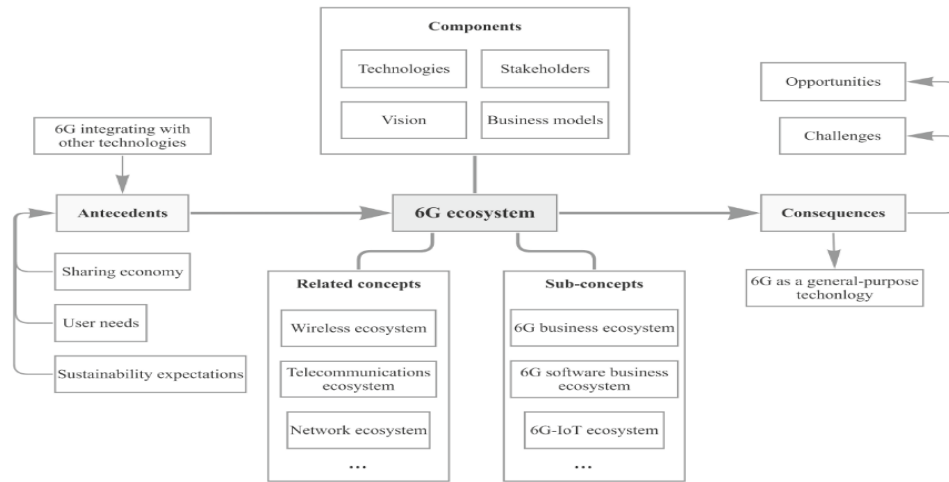 Components
Technologies
Stakeholders
Vision
Business models
6G integrating with
other technologies
Antecedents
Sharing economy
User needs
Sustainability expectations
6G ecosystem
Related concepts
Wireless ecosystem
Telecommunications
ecosystem
Network ecosystem
...
Sub-concepts
6G business ecosystem
6G software business
ecosystem
6G-IoT ecosystem
...
Opportunities
Challenges
Consequences
6G as a general-purpose
techonlogy